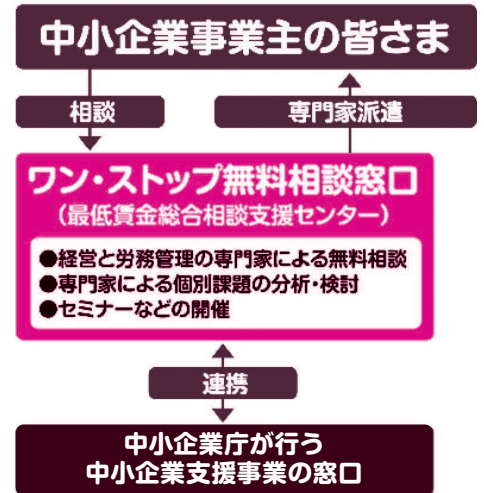 中小企業事業主の皆さま
相談
専門家派遣
ワン・ストップ無料相談窓口
（最低賃金総合相談支援センター）
●経営と労務管理の専門家による無料相談
●専門家による個別課題の分析・検討
●セミナーなどの開催
連携
中小企業庁が行う
中小企業支援事業の窓口